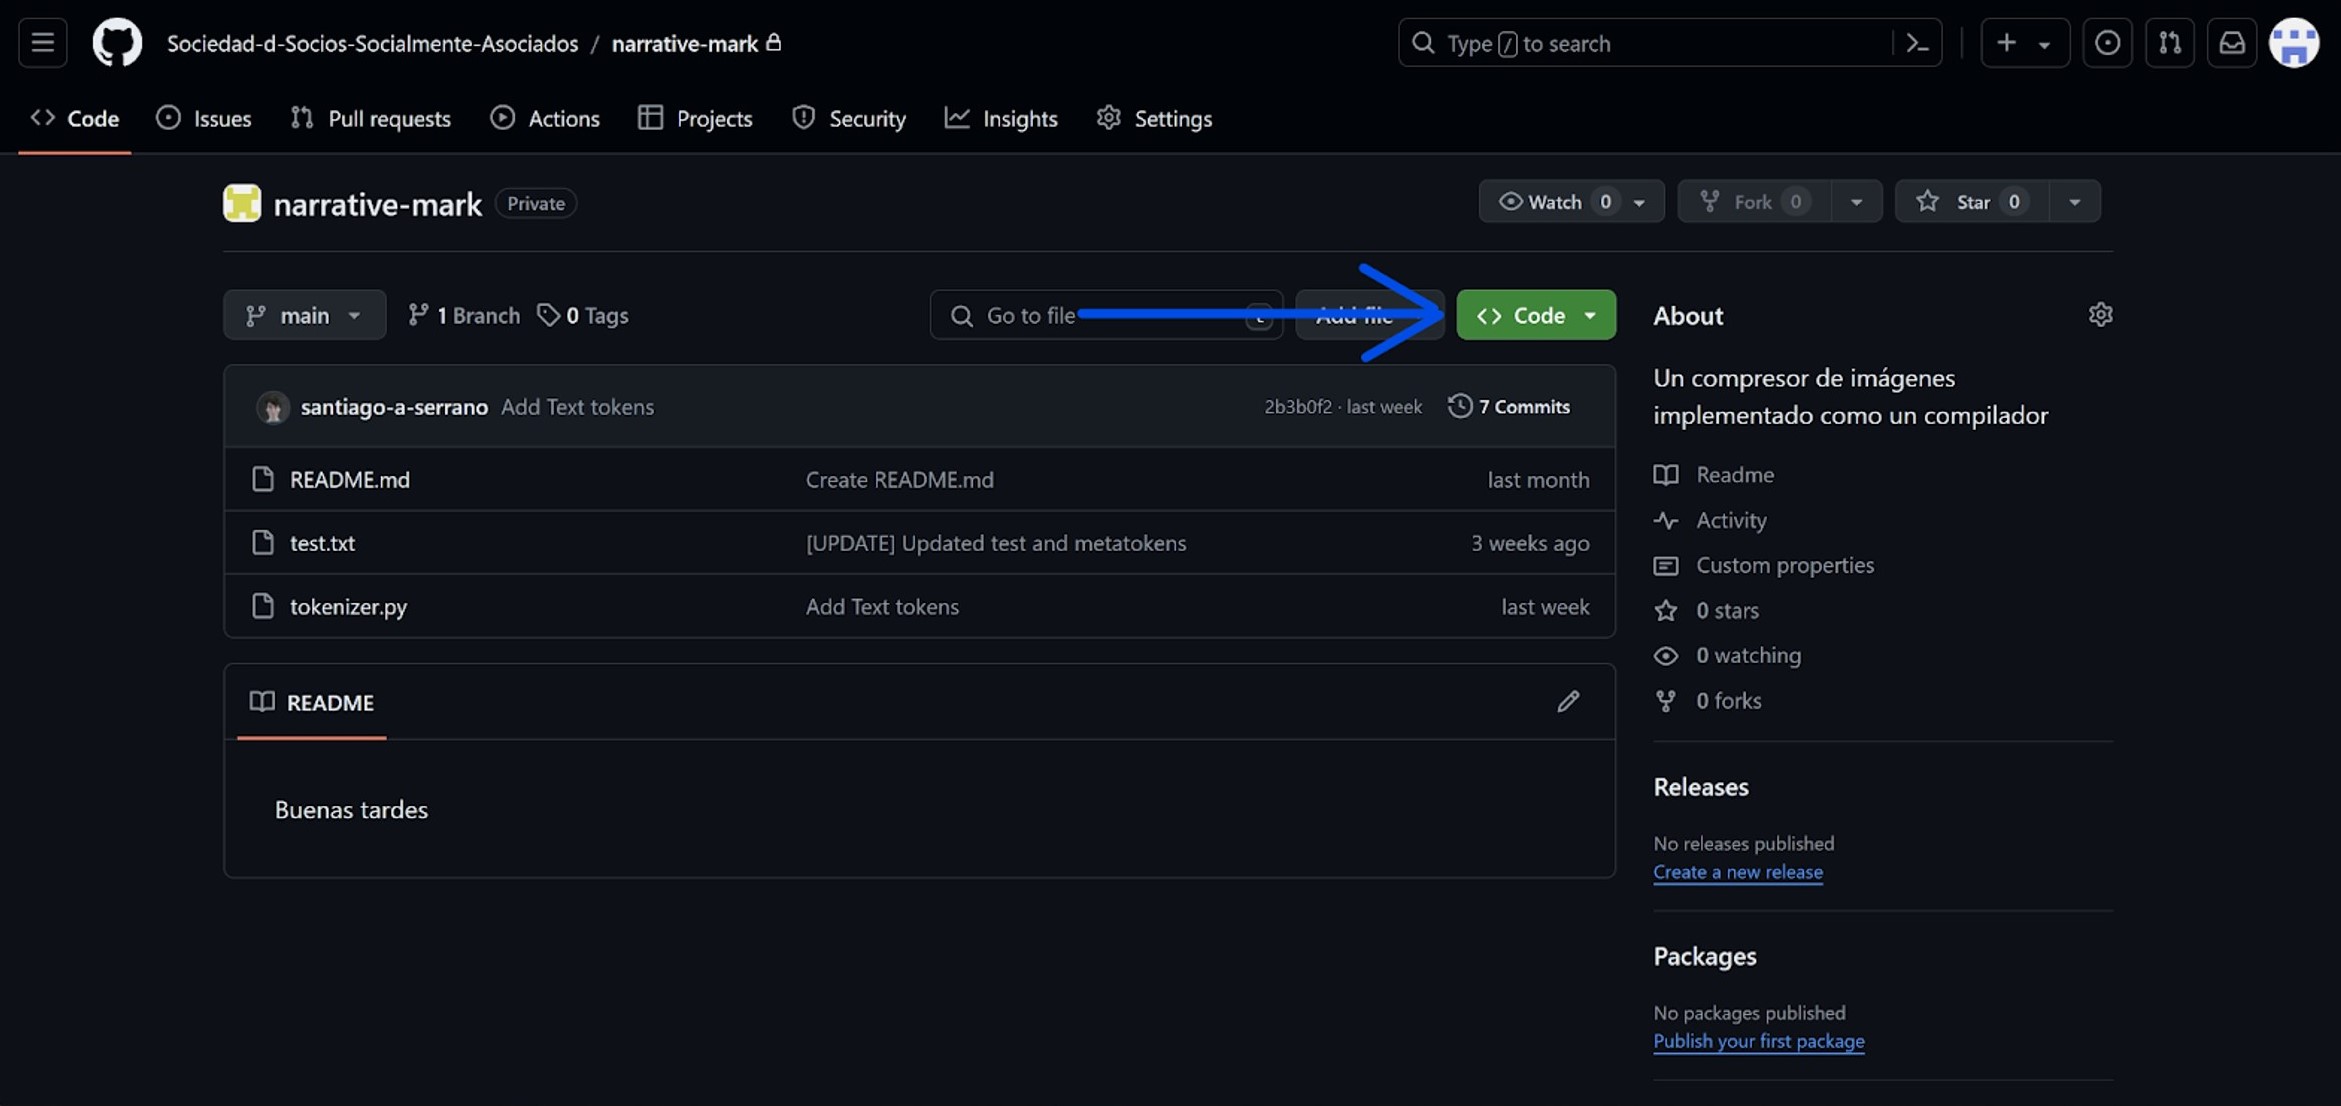 Sociedad-d-Socios-Socialmente-Asociados / narrative-mark
Type / to search
Code Issues Pull requests Actions Projects Security Insights Settings
narrative-mark Private
Watch 0 Fork 0 Star 0
main 1 Branch 0 Tags
Go to file Add file Code
santiago-a-serrano Add Text tokens 2b3b0f2 · last week 7 Commits
README.md Create README.md last month
test.txt [UPDATE] Updated test and metatokens 3 weeks ago
tokenizer.py Add Text tokens last week
README
Buenas tardes
About
Un compresor de imágenes
implementado como un compilador
Readme
Activity
Custom properties
0 stars
0 watching
0 forks
Releases
No releases published
Create a new release
Packages
No packages published
Publish your first package